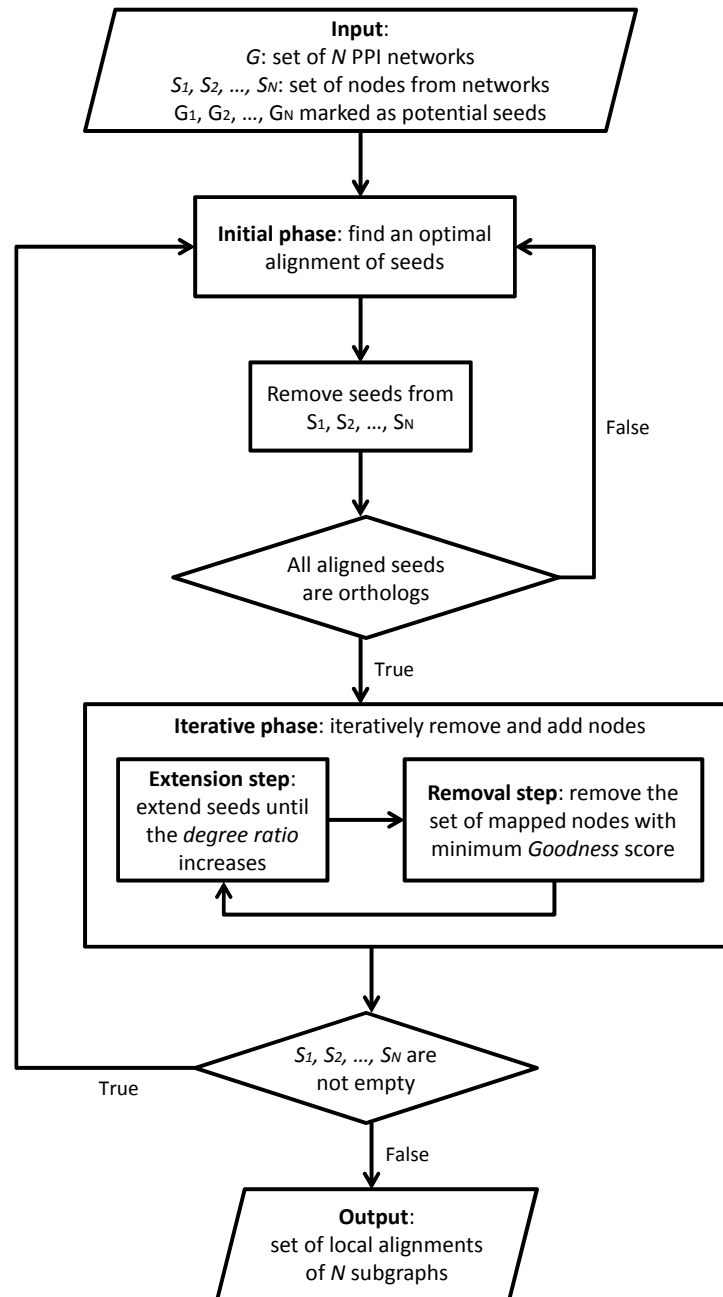 Input:
G: set of N PPI networks
S1, S2, ..., SN: set of nodes from networks
G1, G2, ..., GN marked as potential seeds
Initial phase: find an optimal
alignment of seeds
Remove seeds from
S1, S2, ..., SN
False
All aligned seeds
are orthologs
True
Iterative phase: iteratively remove and add nodes
Extension step:
extend seeds until
the degree ratio
increases
Removal step: remove the
set of mapped nodes with
minimum Goodness score
S1, S2, ..., SN are
not empty
True
False
Output:
set of local alignments
of N subgraphs